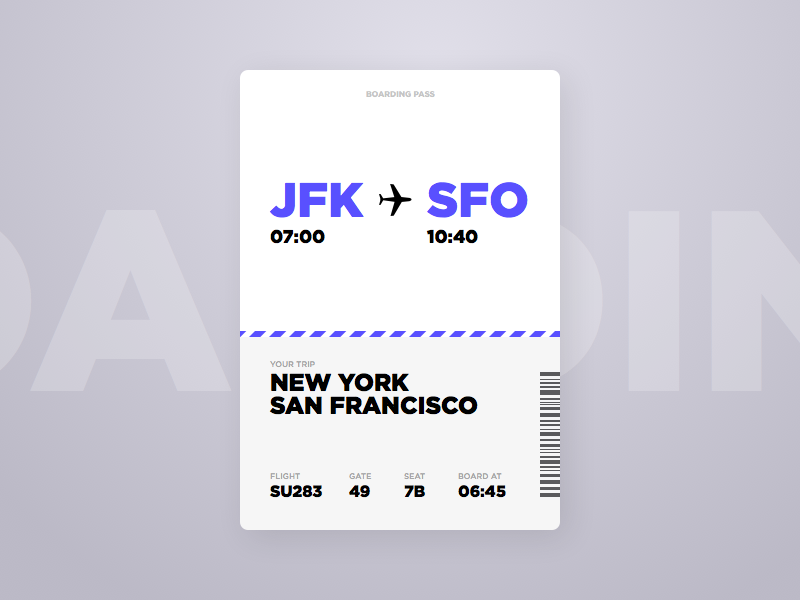 BOARDING PASS
JFK SFO
07:00 10:40
YOUR TRIP
NEW YORK
SAN FRANCISCO
FLIGHT GATE SEAT BOARD AT
SU283 49 7B 06:45